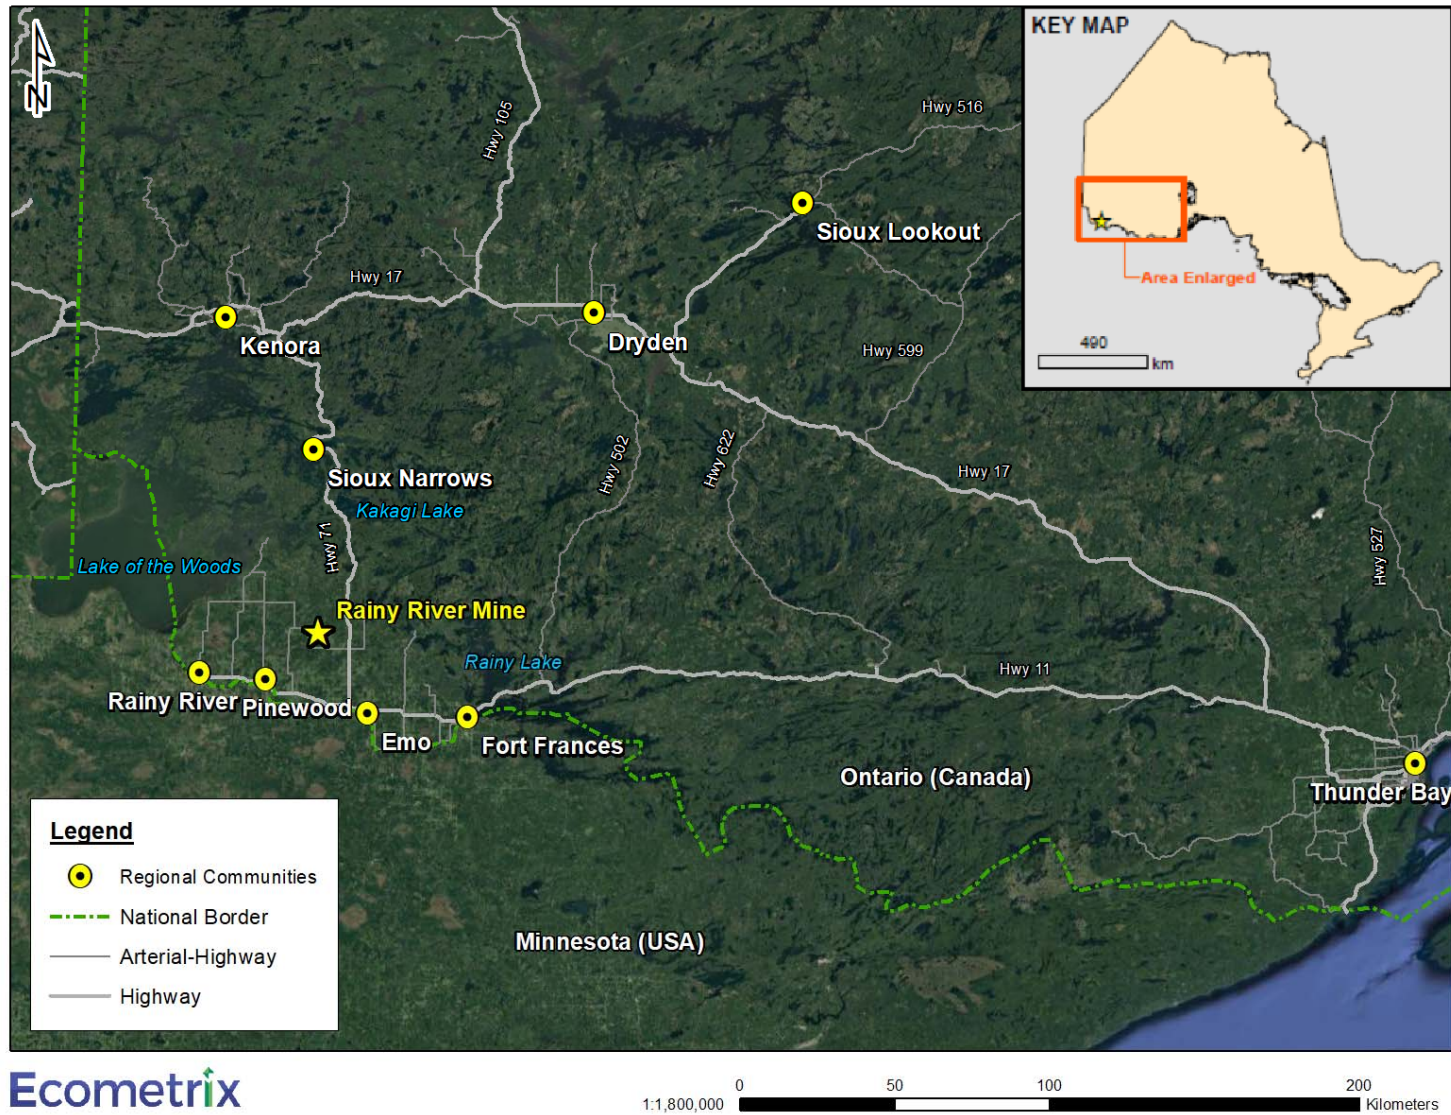 N
KEY MAP
Area Enlarged
490
km
Hwy 105
Hwy 516
Sioux Lookout
Hwy 17
Kenora
Dryden
Hwy 599
Sioux Narrows
Kakagi Lake
Hwy 502
Hwy 622
Hwy 17
Hwy 71
Hwy 527
Lake of the Woods
Rainy River Mine
Rainy Lake
Hwy 11
Rainy River
Pinewood
Emo
Fort Frances
Ontario (Canada)
Thunder Bay
Minnesota (USA)
Legend
Regional Communities
National Border
Arterial-Highway
Highway
Ecometrix
0 50 100 200
1:1,800,000 Kilometers